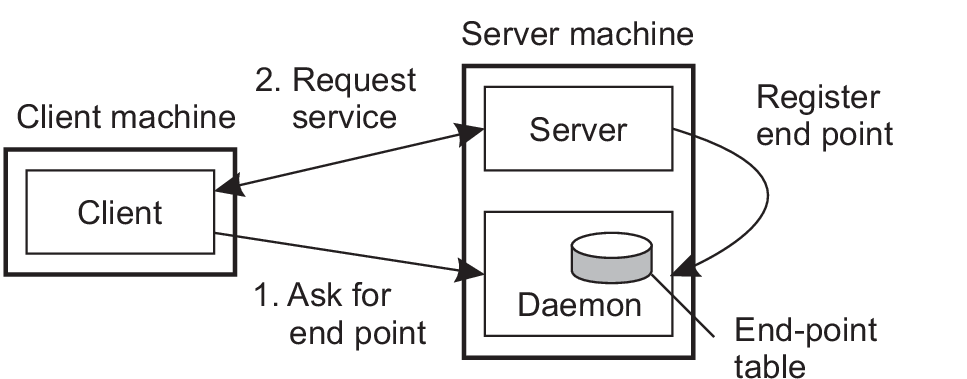 Server machine
2. Request
service
Register
end point
Client machine
Server
Client
1. Ask for
end point
Daemon
End-point
table